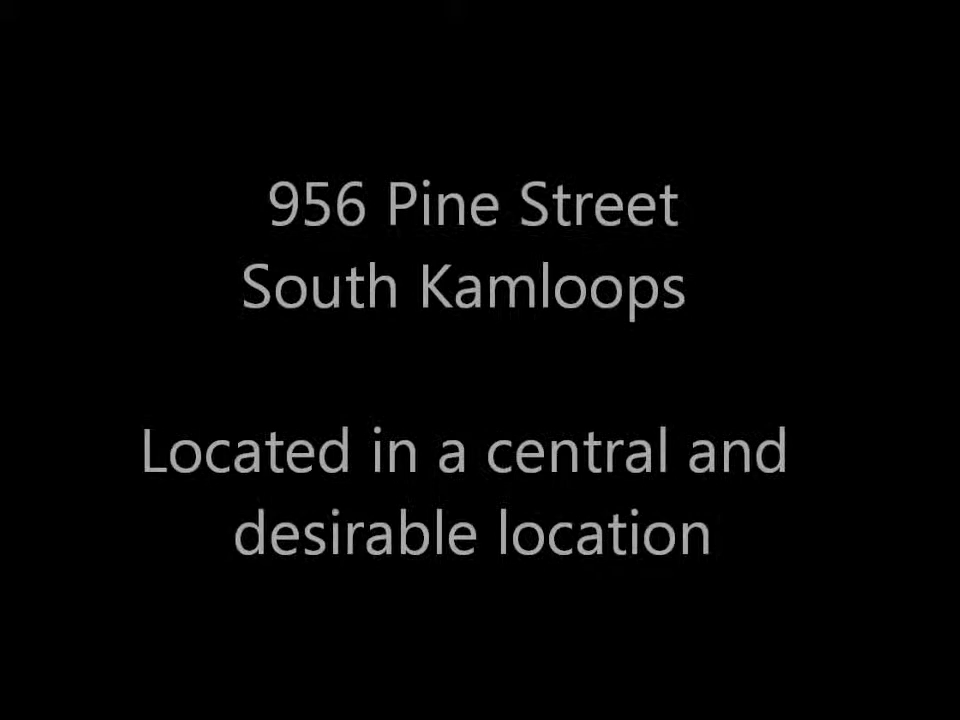 956 Pine Street
South Kamloops
Located in a central and
desirable location